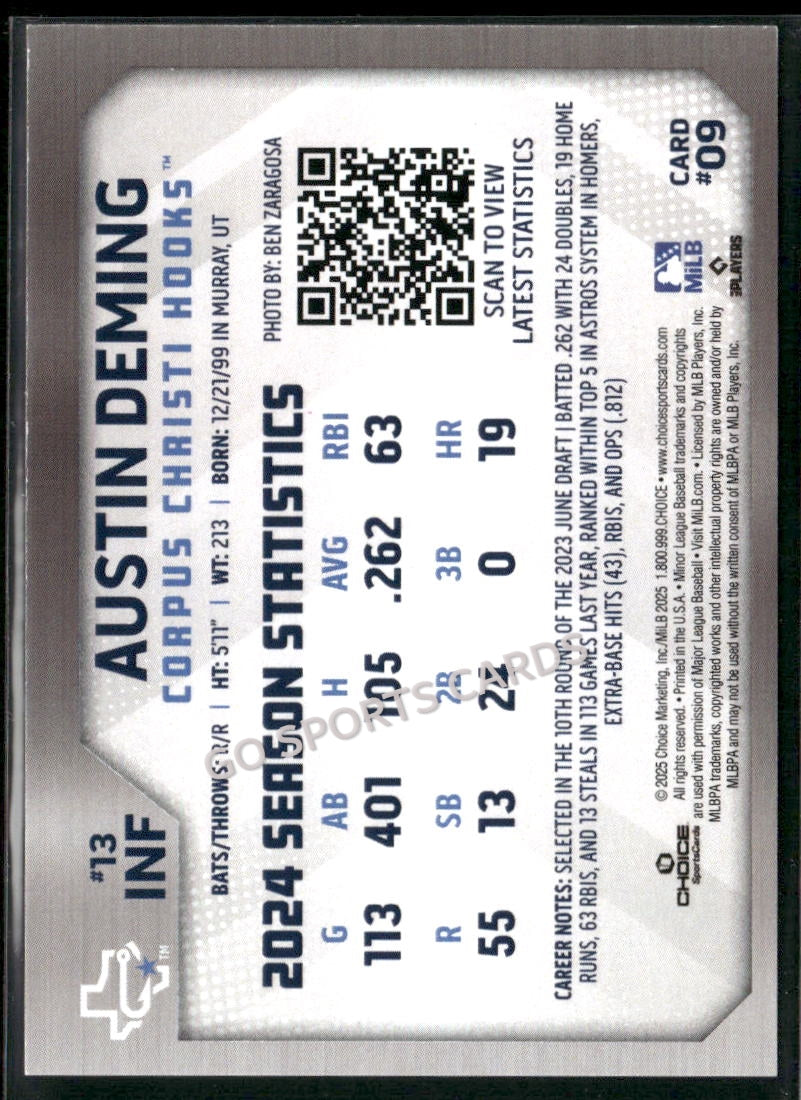 #13
INF
AUSTIN DEMING
CORPUS CHRISTI HOOKS™
BATS/THROWS: R/R | HT: 5'11" | WT: 213 | BORN: 12/21/99 IN MURRAY, UT
2024 SEASON STATISTICS
G AB H AVG RBI
113 401 105 .262 63
R SB 2B 3B HR
55 13 24 0 19
PHOTO BY: BEN ZARAGOSA
SCAN TO VIEW
LATEST STATISTICS
CAREER NOTES: SELECTED IN THE 10TH ROUND OF THE 2023 JUNE DRAFT | BATTED .262 WITH 24 DOUBLES, 19 HOME
RUNS, 63 RBIS, AND 13 STEALS IN 113 GAMES LAST YEAR, RANKED WITHIN TOP 5 IN ASTROS SYSTEM IN HOMERS,
EXTRA-BASE HITS (43), RBIS, AND OPS (.812)
CHOICE
SportsCards
© 2025 Choice Marketing, Inc./MiLB 2025 1.800.999.CHOICE • www.choicesportscards.com
All rights reserved. • Printed in the U.S.A. • Minor League Baseball trademarks and copyrights
are used with permission of Major League Baseball • Visit MiLB.com. • Licensed by MLB Players, Inc.
MLBPA trademarks, copyrighted works and other intellectual property rights are owned and/or held by
MLBPA and may not be used without the written consent of MLBPA or MLB Players, Inc.
MiLB
PLAYERS
CARD
#09
TM
GO SPORTS CARDS